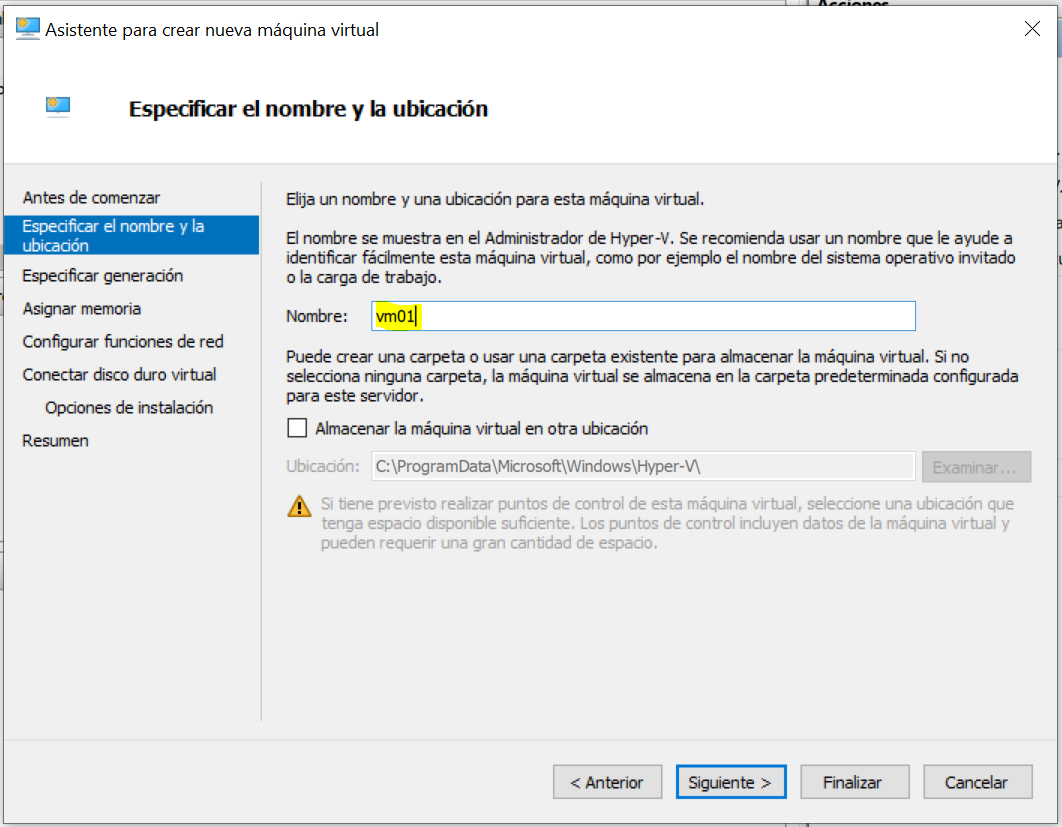 Acciones
Asistente para crear nueva máquina virtual
Especificar el nombre y la ubicación
Antes de comenzar
Especificar el nombre y la
ubicación
Especificar generación
Asignar memoria
Configurar funciones de red
Conectar disco duro virtual
Opciones de instalación
Resumen
Elija un nombre y una ubicación para esta máquina virtual.
El nombre se muestra en el Administrador de Hyper-V. Se recomienda usar un nombre que le ayude a
identificar fácilmente esta máquina virtual, como por ejemplo el nombre del sistema operativo invitado
o la carga de trabajo.
Nombre: vm01
Puede crear una carpeta o usar una carpeta existente para almacenar la máquina virtual. Si no
selecciona ninguna carpeta, la máquina virtual se almacena en la carpeta predeterminada configurada
para este servidor.
Almacenar la máquina virtual en otra ubicación
Ubicación: C:\ProgramData\Microsoft\Windows\Hyper-V\ Examinar...
Si tiene previsto realizar puntos de control de esta máquina virtual, seleccione una ubicación que
tenga espacio disponible suficiente. Los puntos de control incluyen datos de la máquina virtual y
pueden requerir una gran cantidad de espacio.
< Anterior Siguiente > Finalizar Cancelar